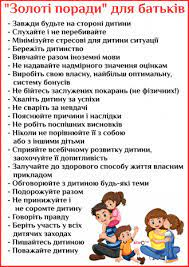 "Золоті поради" для батьків
- Завжди будьте на стороні дитини
- Слухайте і не перебивайте
- Мінімізуйте стресові для дитини ситуації
- Бережіть дитинство
- Вивчайте разом іноземні мови
- Не надавайте надмірного значення оцінкам
- Виробіть свою власну, найбільш оптимальну,
систему бонусів
- Не бійтесь заслужених покарань (не фізичних!)
Хваліть дитину за успіхи
- Не сваріть за невдачі
- Пояснюйте причини і наслідки
- Не робіть поспішних висновків
- Ніколи не порівнюйте її з собою
або з іншими дітьми
- Сприяйте всебічному розвитку дитини,
заохочуйте її допитливість
- Залучайте до здорового способу життя власним
прикладом
- Обговорюйте з дитиною будь-які теми
- Подорожуйте разом
- Не принижуйте і
не соромте дитину
- Говоріть правду
- Беріть участь у всіх
дитячих заходах
- Пишайтесь дитиною
- Поважайте дитину